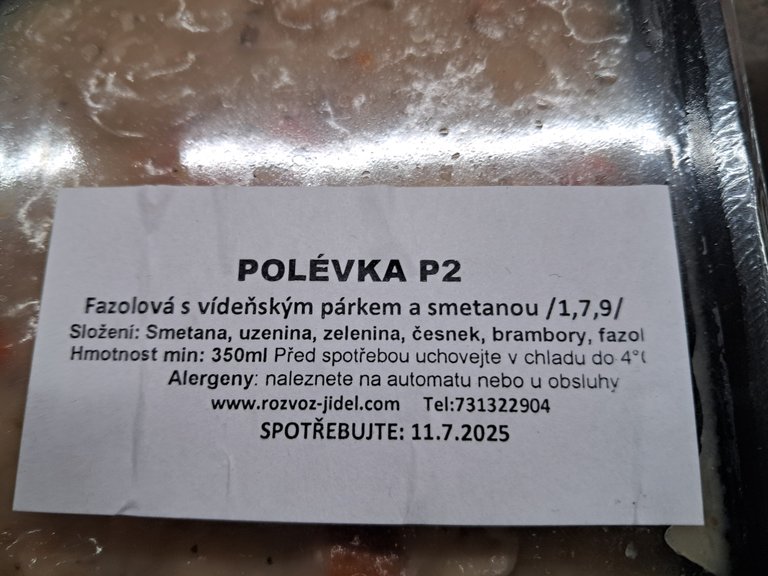 POLÉVKA P2
Fazolová s vídeňským párkem a smetanou /1,7,9/
Složení: Smetana, uzenina, zelenina, česnek, brambory, fazol
Hmotnost min: 350ml Před spotřebou uchovejte v chladu do 4°
Alergeny: naleznete na automatu nebo u obsluhy
www.rozvoz-jidel.com Tel:731322904
SPOTŘEBUJTE: 11.7.2025